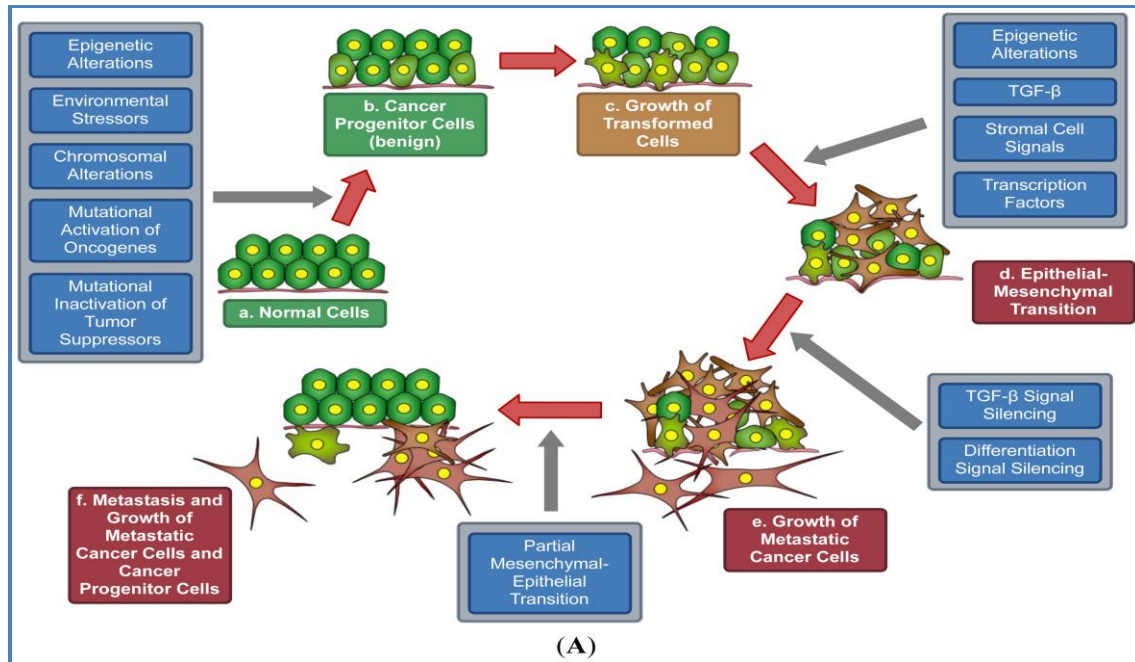 Epigenetic
Alterations
Environmental
Stressors
Chromosomal
Alterations
Mutational
Activation of
Oncogenes
Mutational
Inactivation of
Tumor
Suppressors
b. Cancer
Progenitor Cells
(benign)
c. Growth of
Transformed
Cells
Epigenetic
Alterations
TGF-β
Stromal Cell
Signals
Transcription
Factors
a. Normal Cells
d. Epithelial-
Mesenchymal
Transition
TGF-β Signal
Silencing
Differentiation
Signal Silencing
f. Metastasis and
Growth of
Metastatic
Cancer Cells and
Cancer
Progenitor Cells
Partial
Mesenchymal-
Epithelial
Transition
e. Growth of
Metastatic
Cancer Cells
(A)